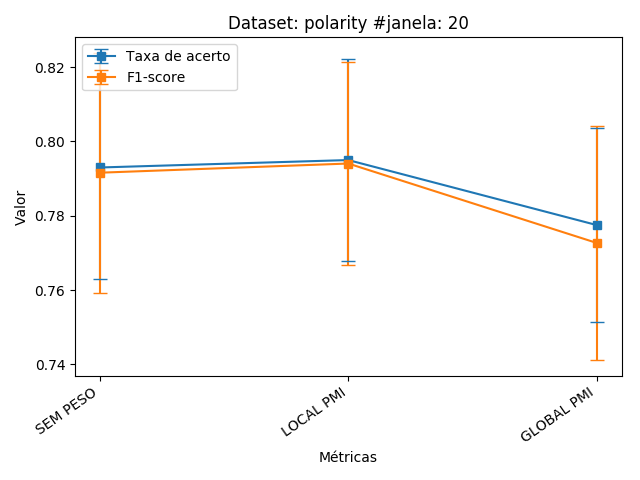 Dataset: polarity #janela: 20
Taxa de acerto
F1-score
0.82
0.80
0.78
0.76
0.74
Valor
SEM PESO
LOCAL PMI
GLOBAL PMI
Métricas